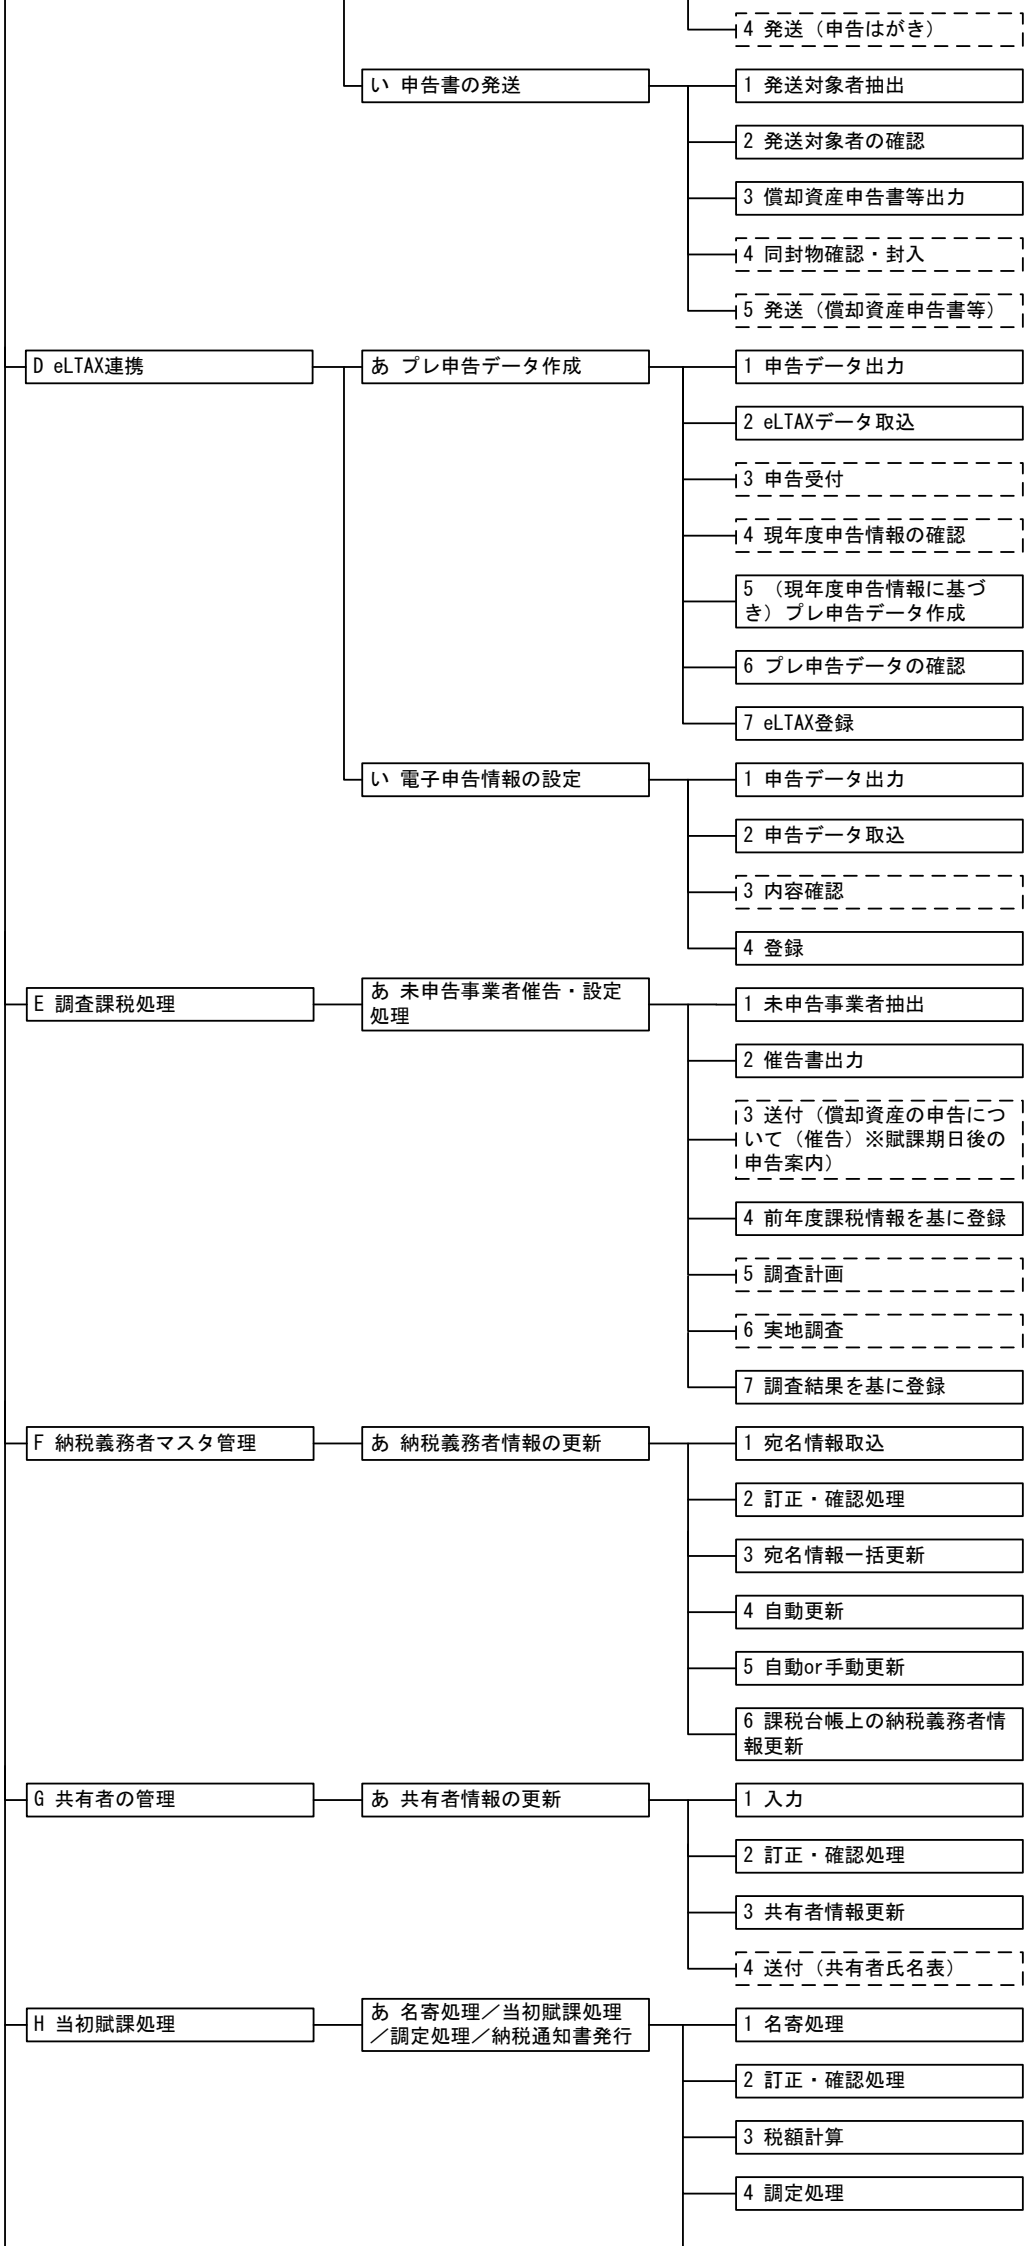 4 発送（申告はがき）
い 申告書の発送
1 発送対象者抽出
2 発送対象者の確認
3 償却資産申告書等出力
4 同封物確認・封入
5 発送（償却資産申告書等）
D eLTAX連携
あ プレ申告データ作成
1 申告データ出力
2 eLTAXデータ取込
3 申告受付
4 現年度申告情報の確認
5 （現年度申告情報に基づ
き）プレ申告データ作成
6 プレ申告データの確認
7 eLTAX登録
い 電子申告情報の設定
1 申告データ出力
2 申告データ取込
3 内容確認
4 登録
E 調査課税処理
あ 未申告事業者催告・設定
処理
1 未申告事業者抽出
2 催告書出力
3 送付（償却資産の申告につ
いて（催告）※賦課期日後の
申告案内）
4 前年度課税情報を基に登録
5 調査計画
6 実地調査
7 調査結果を基に登録
F 納税義務者マスタ管理
あ 納税義務者情報の更新
1 宛名情報取込
2 訂正・確認処理
3 宛名情報一括更新
4 自動更新
5 自動or手動更新
6 課税台帳上の納税義務者情
報更新
G 共有者の管理
あ 共有者情報の更新
1 入力
2 訂正・確認処理
3 共有者情報更新
4 送付（共有者氏名表）
H 当初賦課処理
あ 名寄処理／当初賦課処理
／調定処理／納税通知書発行
1 名寄処理
2 訂正・確認処理
3 税額計算
4 調定処理